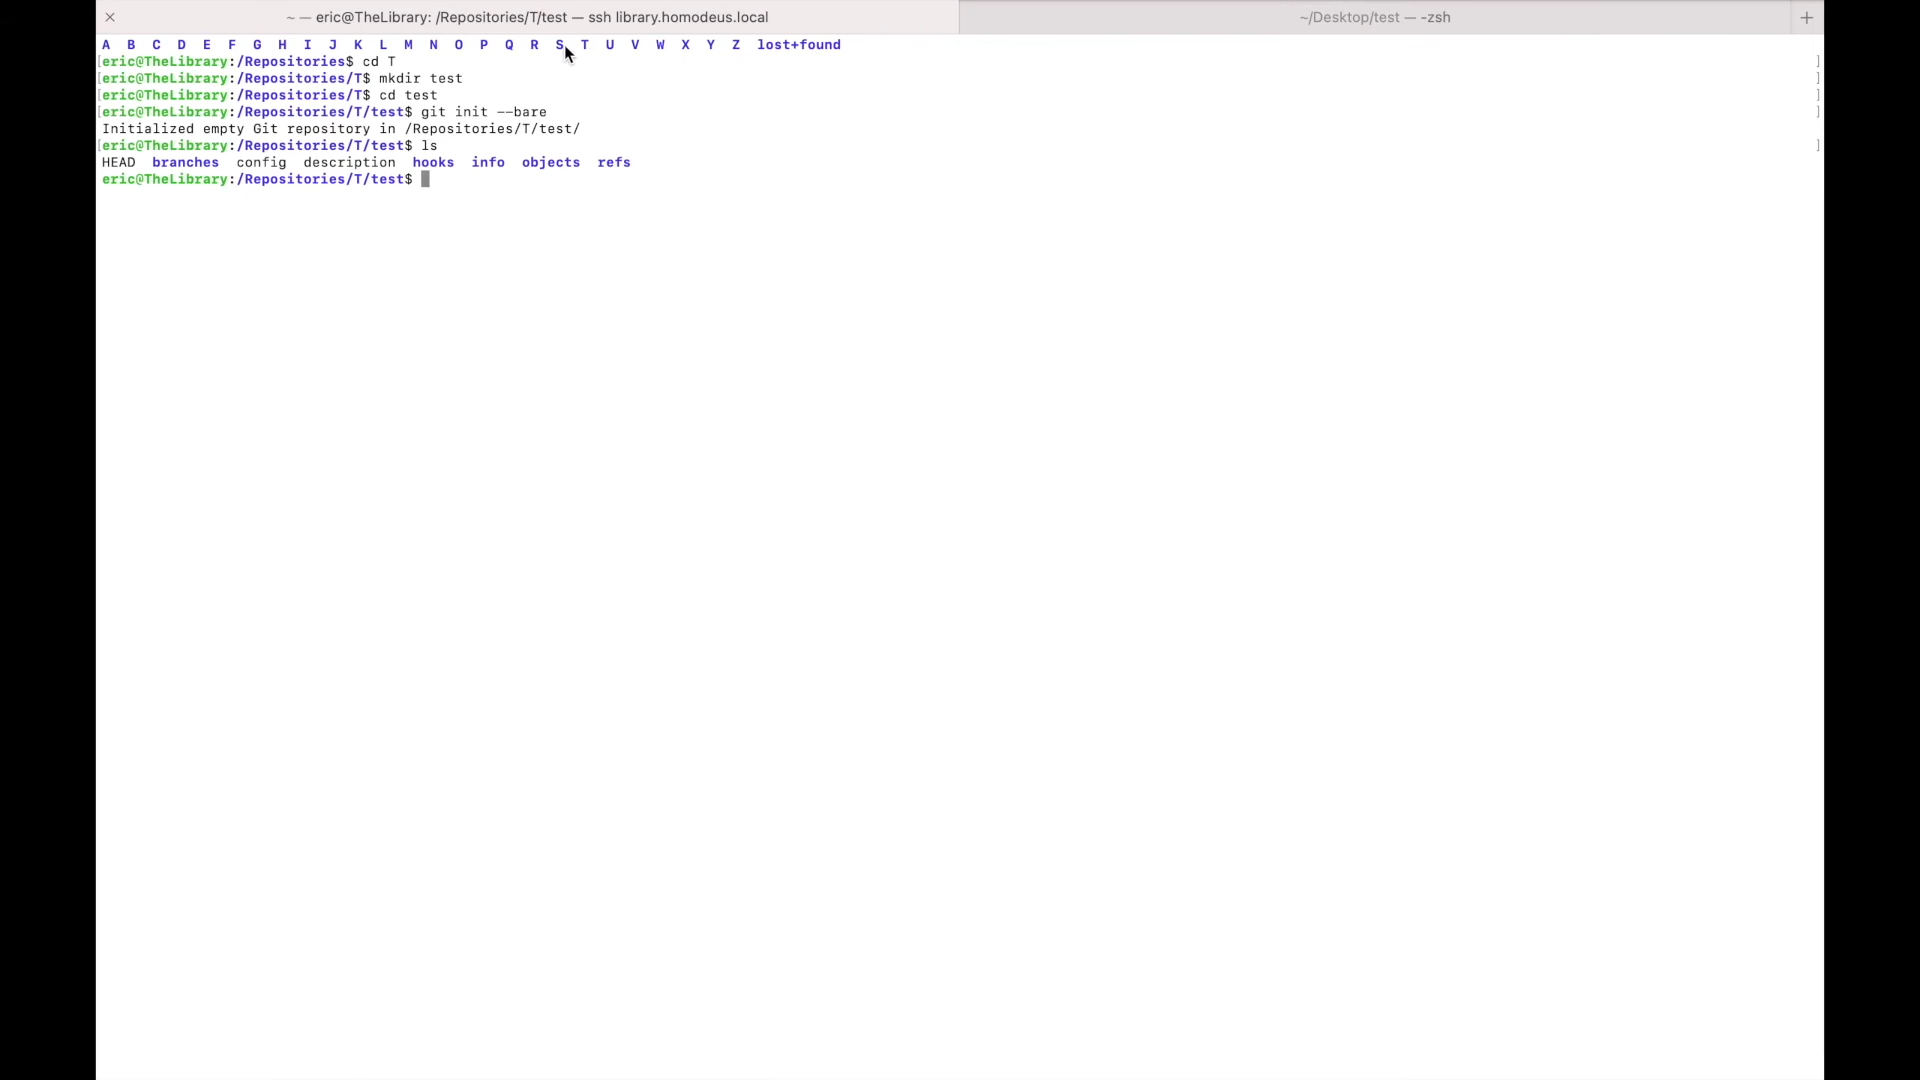 ~ — eric@TheLibrary: /Repositories/T/test — ssh library.homodeus.local
~/Desktop/test — -zsh
A B C D E F G H I J K L M N O P Q R S T U V W X Y Z lost+found
[eric@TheLibrary:/Repositories$ cd T ]
[eric@TheLibrary:/Repositories/T$ mkdir test ]
[eric@TheLibrary:/Repositories/T$ cd test ]
[eric@TheLibrary:/Repositories/T/test$ git init --bare ]
Initialized empty Git repository in /Repositories/T/test/
[eric@TheLibrary:/Repositories/T/test$ ls ]
HEAD branches config description hooks info objects refs
eric@TheLibrary:/Repositories/T/test$